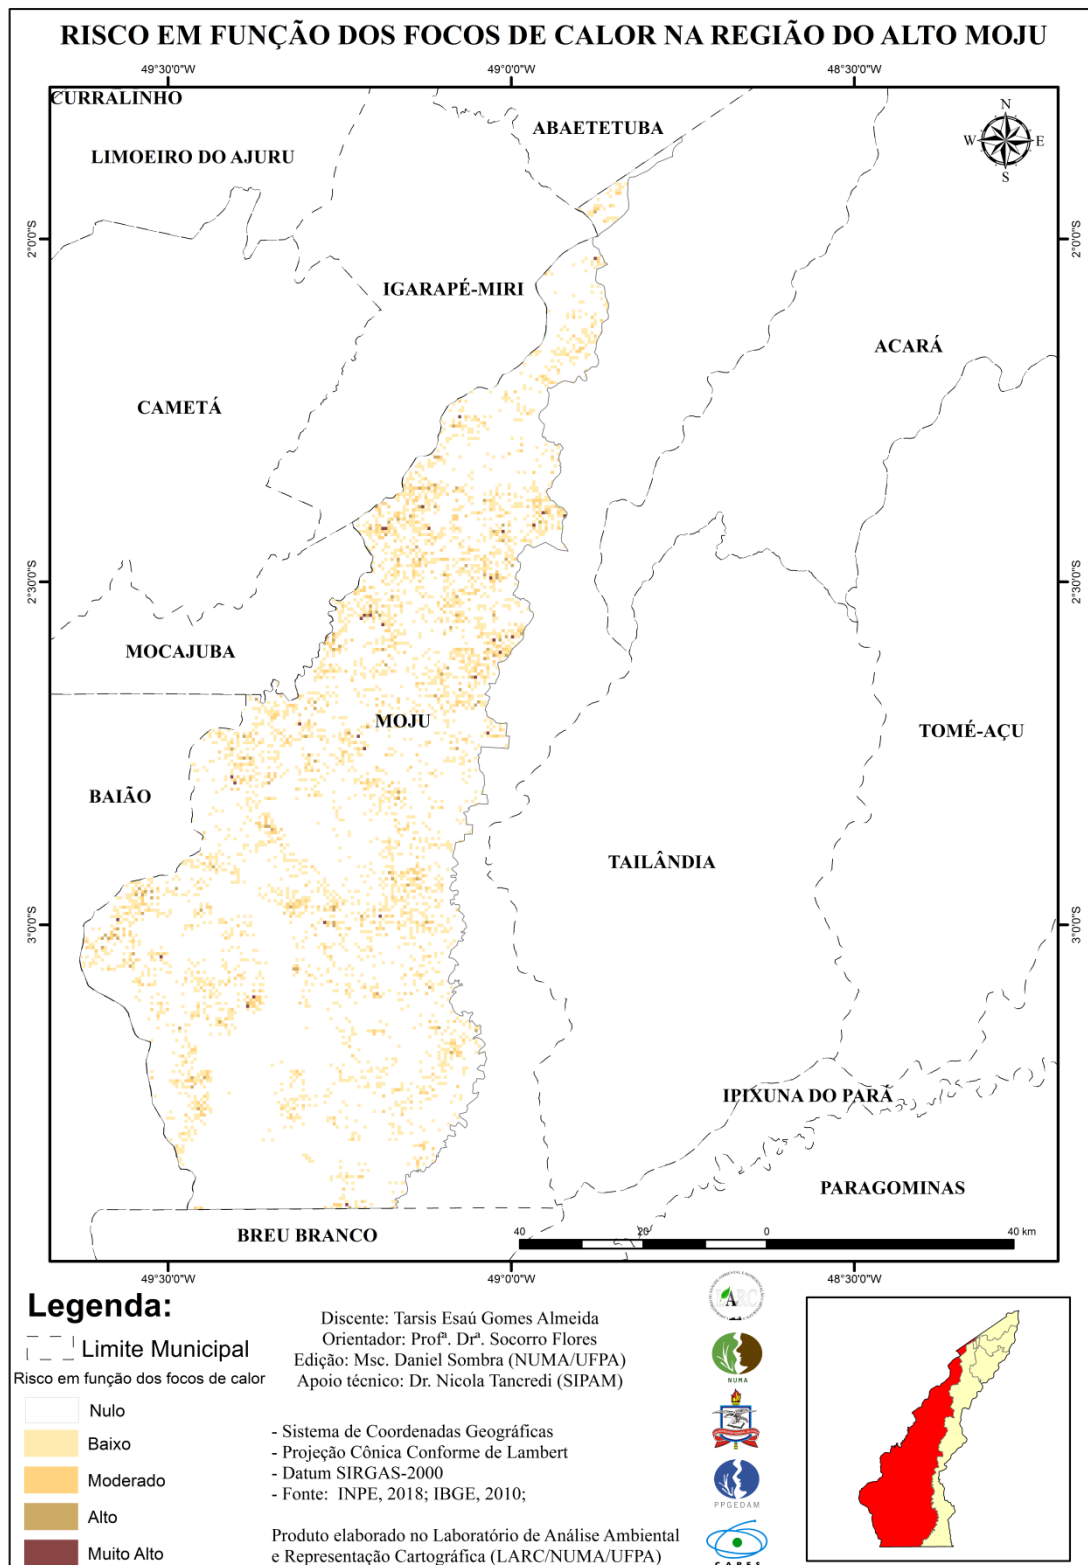 RISCO EM FUNÇÃO DOS FOCOS DE CALOR NA REGIÃO DO ALTO MOJU
49°30'0"W 49°0'0"W 48°30'0"W
CURRALINHO
ABAETETUBA
LIMOEIRO DO AJURU
N
W E
S
2°0'0"S 2°0'0"S
IGARAPÉ-MIRI
ACARÁ
CAMETÁ
2°30'0"S 2°30'0"S
MOCAJUBA
MOJU
TOMÉ-AÇU
BAIÃO
TAILÂNDIA
3°0'0"S 3°0'0"S
IPIXUNA DO PARÁ
PARAGOMINAS
BREU BRANCO
40 20 0 40 km
49°30'0"W 49°0'0"W 48°30'0"W
Legenda:
Limite Municipal
Risco em função dos focos de calor
Nulo
Baixo
Moderado
Alto
Muito Alto
Discente: Tarsis Esaú Gomes Almeida
Orientador: Profª. Drª. Socorro Flores
Edição: Msc. Daniel Sombra (NUMA/UFPA)
Apoio técnico: Dr. Nicola Tancredi (SIPAM)
- Sistema de Coordenadas Geográficas
- Projeção Cônica Conforme de Lambert
- Datum SIRGAS-2000
- Fonte: INPE, 2018; IBGE, 2010;
Produto elaborado no Laboratório de Análise Ambiental
e Representação Cartográfica (LARC/NUMA/UFPA)
LARC
NUMA
PPGEDAM
CAPES